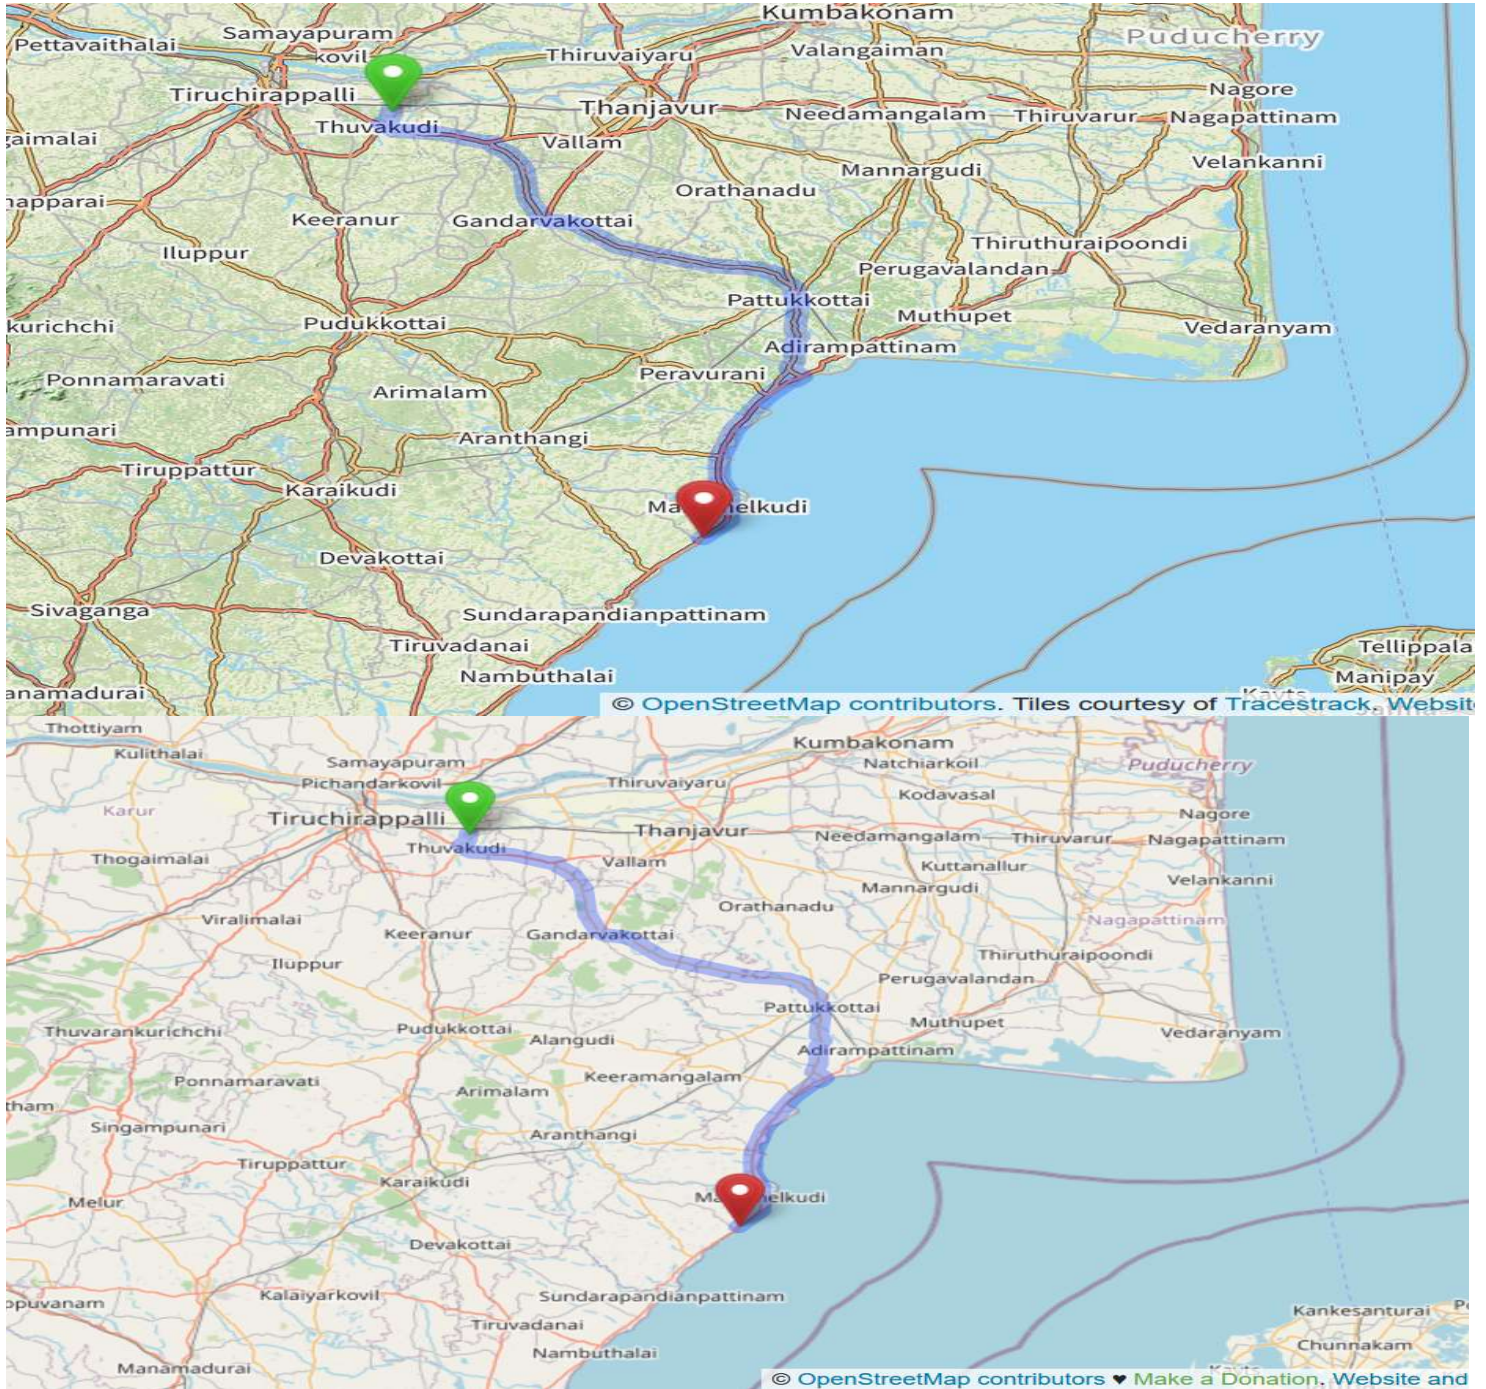 Kumbakonam
Samayapuram
Pettavaithalai
kovil
Thiruvaiyaru
Valangaiman
Puducherry
Nagore
Tiruchirappalli
Thanjavur
Needamangalam
Thiruvarur
Nagapattinam
Thuvakudi
gaimalai
Vallam
Velankanni
Mannargudi
Orathanadu
napparai
Keeranur
Gandarvakottai
Iluppur
Thiruthuraipoondi
Perugavalandan
Pattukkottai
kurichchi
Pudukkottai
Muthupet
Vedaranyam
Adirampattinam
Ponnamaravati
Peravurani
Arimalam
ampunari
Aranthangi
Tiruppattur
Karaikudi
Ma
elkudi
Devakottai
Sivaganga
Sundarapandianpattinam
Tiruvadanai
Tellippala
Nambuthalai
Manipay
anamadurai
Kayts
© OpenStreetMap contributors. Tiles courtesy of Tracestrack. Websit
Thottiyam
Kulithalai
Samayapuram
Kumbakonam
Natchiarkoil
Puducherry
Pichandarkovil
Thiruvaiyaru
Kodavasal
Karur
Tiruchirappalli
Nagore
Thanjavur
Needamangalam
Thiruvarur
Nagapattinam
Thuvakudi
Thogaimalai
Vallam
Kuttanallur
Velankanni
Mannargudi
Orathanadu
Viralimalai
Keeranur
Gandarvakottai
Nagapattinam
Iluppur
Thiruthuraipoondi
Perugavalandan
Pattukkottai
Thuvarankurichchi
Pudukkottai
Alangudi
Muthupet
Vedaranyam
Adirampattinam
Ponnamaravati
Keeramangalam
Arimalam
tham
Singampunari
Aranthangi
Tiruppattur
Karaikudi
Melur
Ma
elkudi
Devakottai
Kalaiyarkovil
Sundarapandianpattinam
opuvanam
Kankesanturai
Tiruvadanai
Chunnakam
Nambuthalai
Manamadurai
Kayts
© OpenStreetMap contributors ♥ Make a Donation. Website and